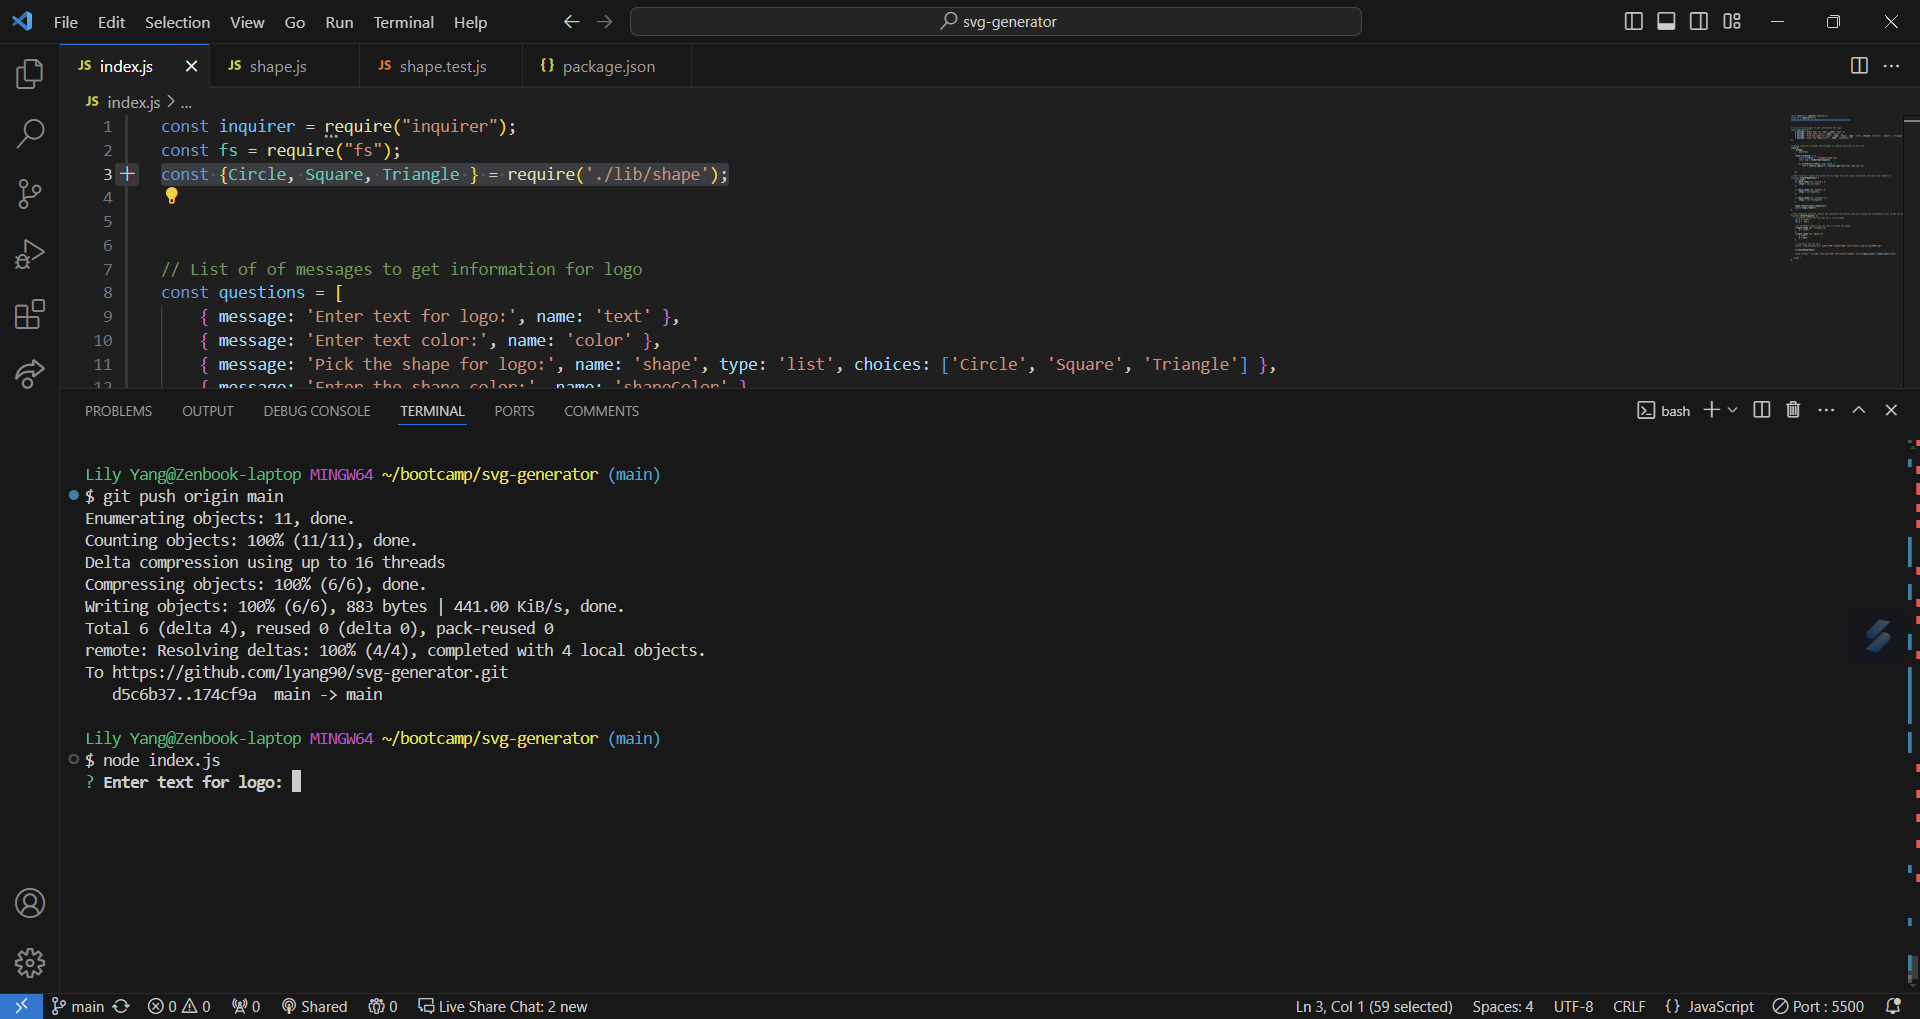 File Edit Selection View Go Run Terminal Help
svg-generator
JS index.js
JS shape.js
JS shape.test.js
{} package.json
JS index.js > ...
1 const inquirer = require("inquirer");
2 const fs = require("fs");
3 const {Circle, Square, Triangle } = require('./lib/shape');
4
5
6
7 // List of of messages to get information for logo
8 const questions = [
9 { message: 'Enter text for logo:', name: 'text' },
10 { message: 'Enter text color:', name: 'color' },
11 { message: 'Pick the shape for logo:', name: 'shape', type: 'list', choices: ['Circle', 'Square', 'Triangle'] },
12 { message: 'Enter the shape color:', name: 'shapeColor' }
PROBLEMS OUTPUT DEBUG CONSOLE TERMINAL PORTS COMMENTS
bash
Lily Yang@Zenbook-laptop MINGW64 ~/bootcamp/svg-generator (main)
$ git push origin main
Enumerating objects: 11, done.
Counting objects: 100% (11/11), done.
Delta compression using up to 16 threads
Compressing objects: 100% (6/6), done.
Writing objects: 100% (6/6), 883 bytes | 441.00 KiB/s, done.
Total 6 (delta 4), reused 0 (delta 0), pack-reused 0
remote: Resolving deltas: 100% (4/4), completed with 4 local objects.
To https://github.com/lyang90/svg-generator.git
d5c6b37..174cf9a main -> main
Lily Yang@Zenbook-laptop MINGW64 ~/bootcamp/svg-generator (main)
$ node index.js
? Enter text for logo:
main 0 0 0 Shared 0 Live Share Chat: 2 new Ln 3, Col 1 (59 selected) Spaces: 4 UTF-8 CRLF {} JavaScript Port : 5500